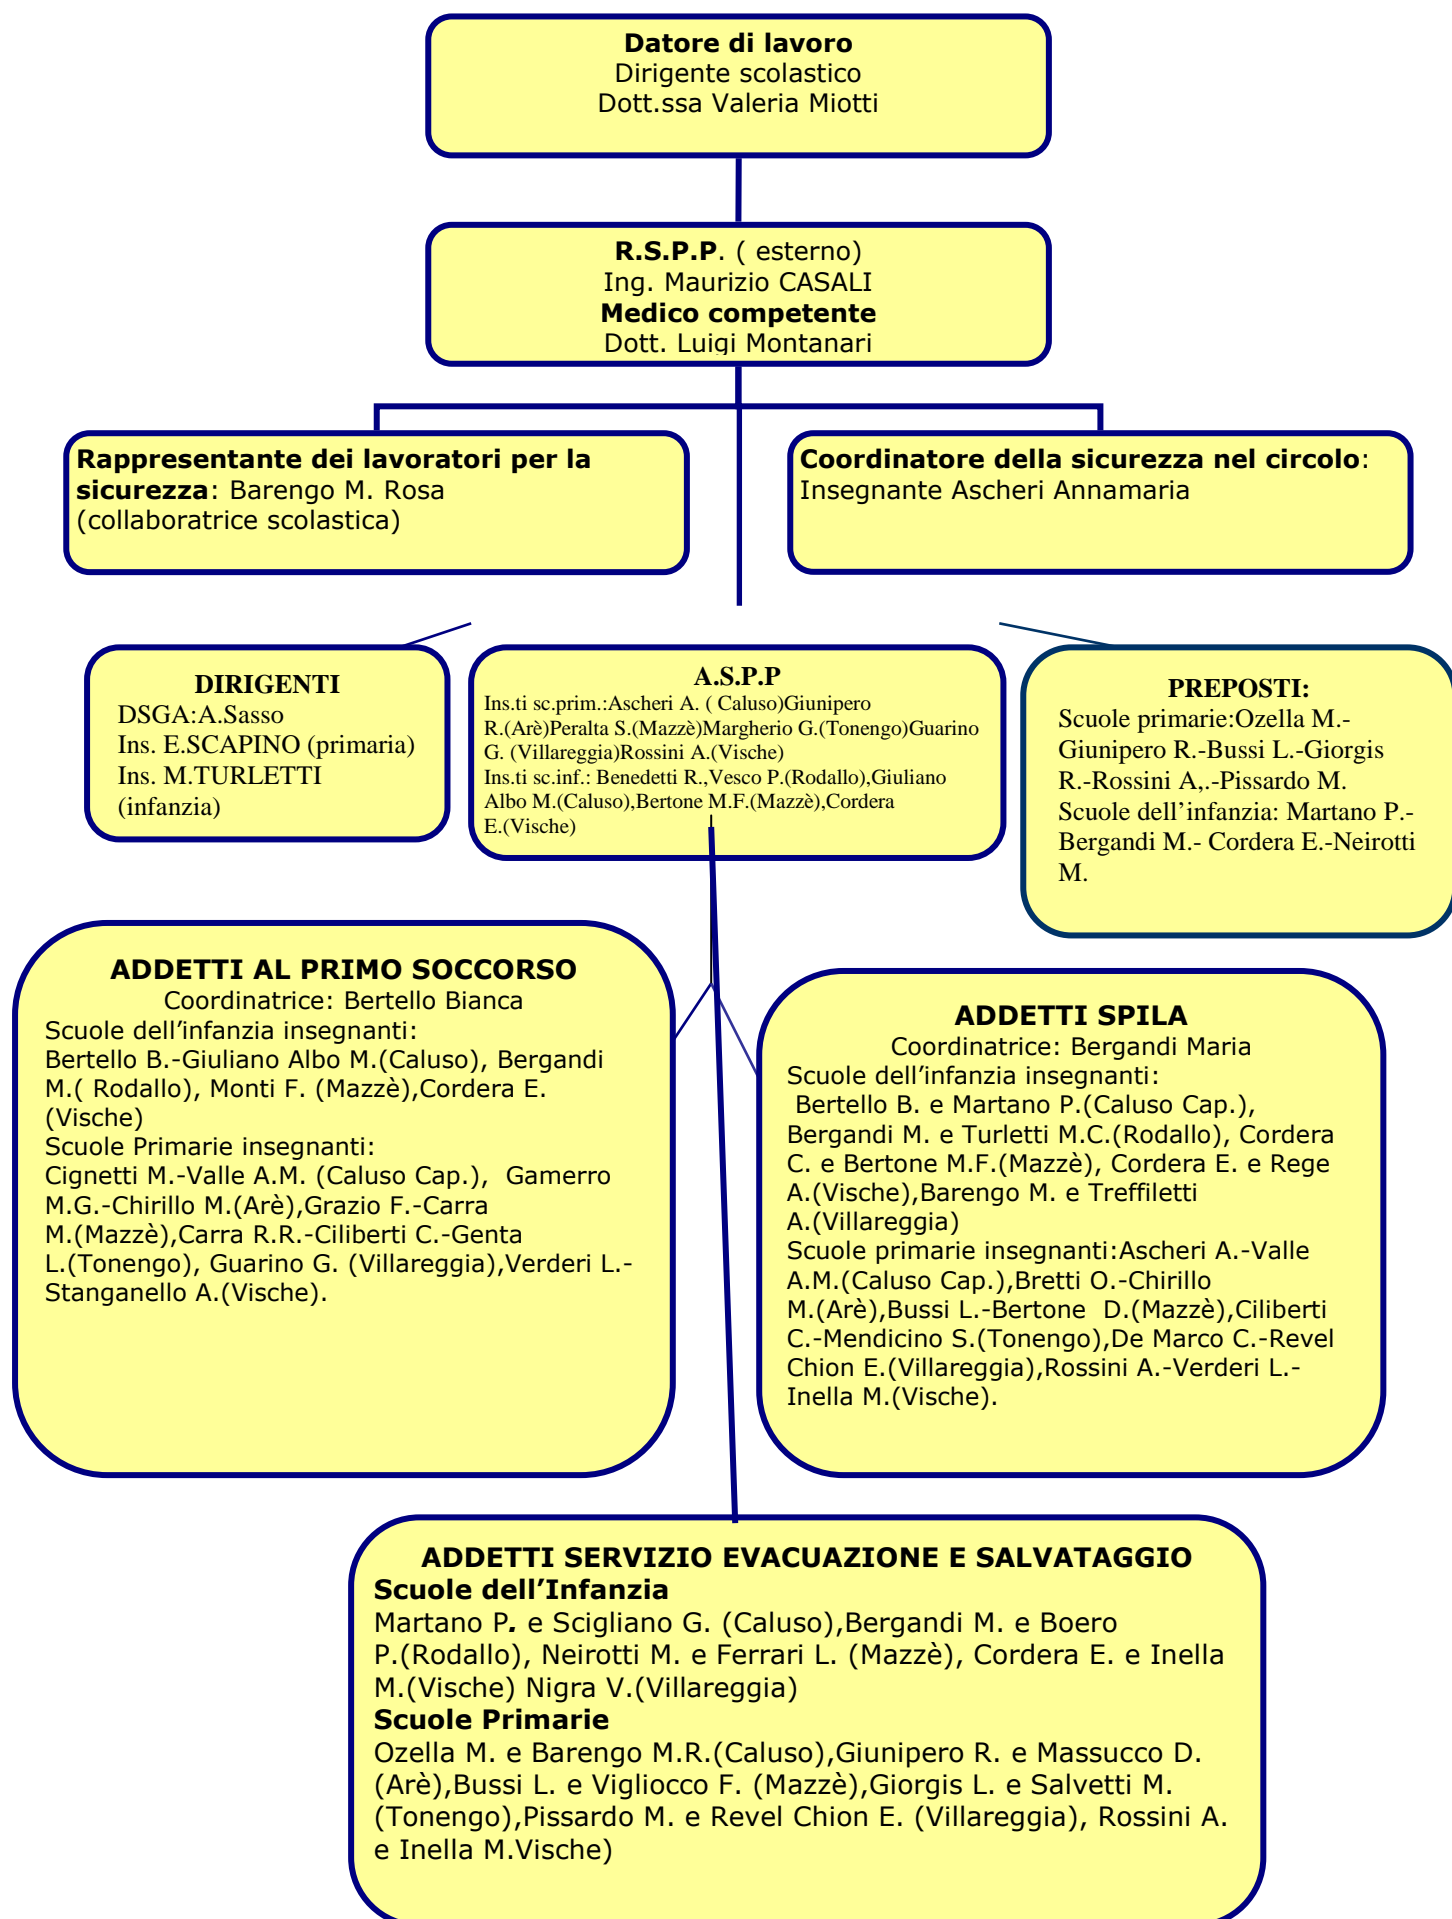 Datore di lavoro
Dirigente scolastico
Dott.ssa Valeria Miotti
R.S.P.P. ( esterno)
Ing. Maurizio CASALI
Medico competente
Dott. Luigi Montanari
Rappresentante dei lavoratori per la
sicurezza: Barengo M. Rosa
(collaboratrice scolastica)
Coordinatore della sicurezza nel circolo:
Insegnante Ascheri Annamaria
DIRIGENTI
DSGA:A.Sasso
Ins. E.SCAPINO (primaria)
Ins. M.TURLETTI
(infanzia)
A.S.P.P
Ins.ti sc.prim.:Ascheri A. ( Caluso)Giunipero
R.(Arè)Peralta S.(Mazzè)Margherio G.(Tonengo)Guarino
G. (Villareggia)Rossini A.(Vische)
Ins.ti sc.inf.: Benedetti R.,Vesco P.(Rodallo),Giuliano
Albo M.(Caluso),Bertone M.F.(Mazzè),Cordera
E.(Vische)
PREPOSTI:
Scuole primarie:Ozella M.-
Giunipero R.-Bussi L.-Giorgis
R.-Rossini A,.-Pissardo M.
Scuole dell’infanzia: Martano P.-
Bergandi M.- Cordera E.-Neirotti
M.
ADDETTI AL PRIMO SOCCORSO
Coordinatrice: Bertello Bianca
Scuole dell’infanzia insegnanti:
Bertello B.-Giuliano Albo M.(Caluso), Bergandi
M.( Rodallo), Monti F. (Mazzè),Cordera E.
(Vische)
Scuole Primarie insegnanti:
Cignetti M.-Valle A.M. (Caluso Cap.),  Gamerro
M.G.-Chirillo M.(Arè),Grazio F.-Carra
M.(Mazzè),Carra R.R.-Ciliberti C.-Genta
L.(Tonengo), Guarino G. (Villareggia),Verderi L.-
Stanganello A.(Vische).
ADDETTI SPILA
Coordinatrice: Bergandi Maria
Scuole dell’infanzia insegnanti:
Bertello B. e Martano P.(Caluso Cap.),
Bergandi M. e Turletti M.C.(Rodallo), Cordera
C. e Bertone M.F.(Mazzè), Cordera E. e Rege
A.(Vische),Barengo M. e Treffiletti
A.(Villareggia)
Scuole primarie insegnanti:Ascheri A.-Valle
A.M.(Caluso Cap.),Bretti O.-Chirillo
M.(Arè),Bussi L.-Bertone  D.(Mazzè),Ciliberti
C.-Mendicino S.(Tonengo),De Marco C.-Revel
Chion E.(Villareggia),Rossini A.-Verderi L.-
Inella M.(Vische).
ADDETTI SERVIZIO EVACUAZIONE E SALVATAGGIO
Scuole dell’Infanzia
Martano P. e Scigliano G. (Caluso),Bergandi M. e Boero
P.(Rodallo), Neirotti M. e Ferrari L. (Mazzè), Cordera E. e Inella
M.(Vische) Nigra V.(Villareggia)
Scuole Primarie
Ozella M. e Barengo M.R.(Caluso),Giunipero R. e Massucco D.
(Arè),Bussi L. e Vigliocco F. (Mazzè),Giorgis L. e Salvetti M.
(Tonengo),Pissardo M. e Revel Chion E. (Villareggia), Rossini A.
e Inella M.Vische)